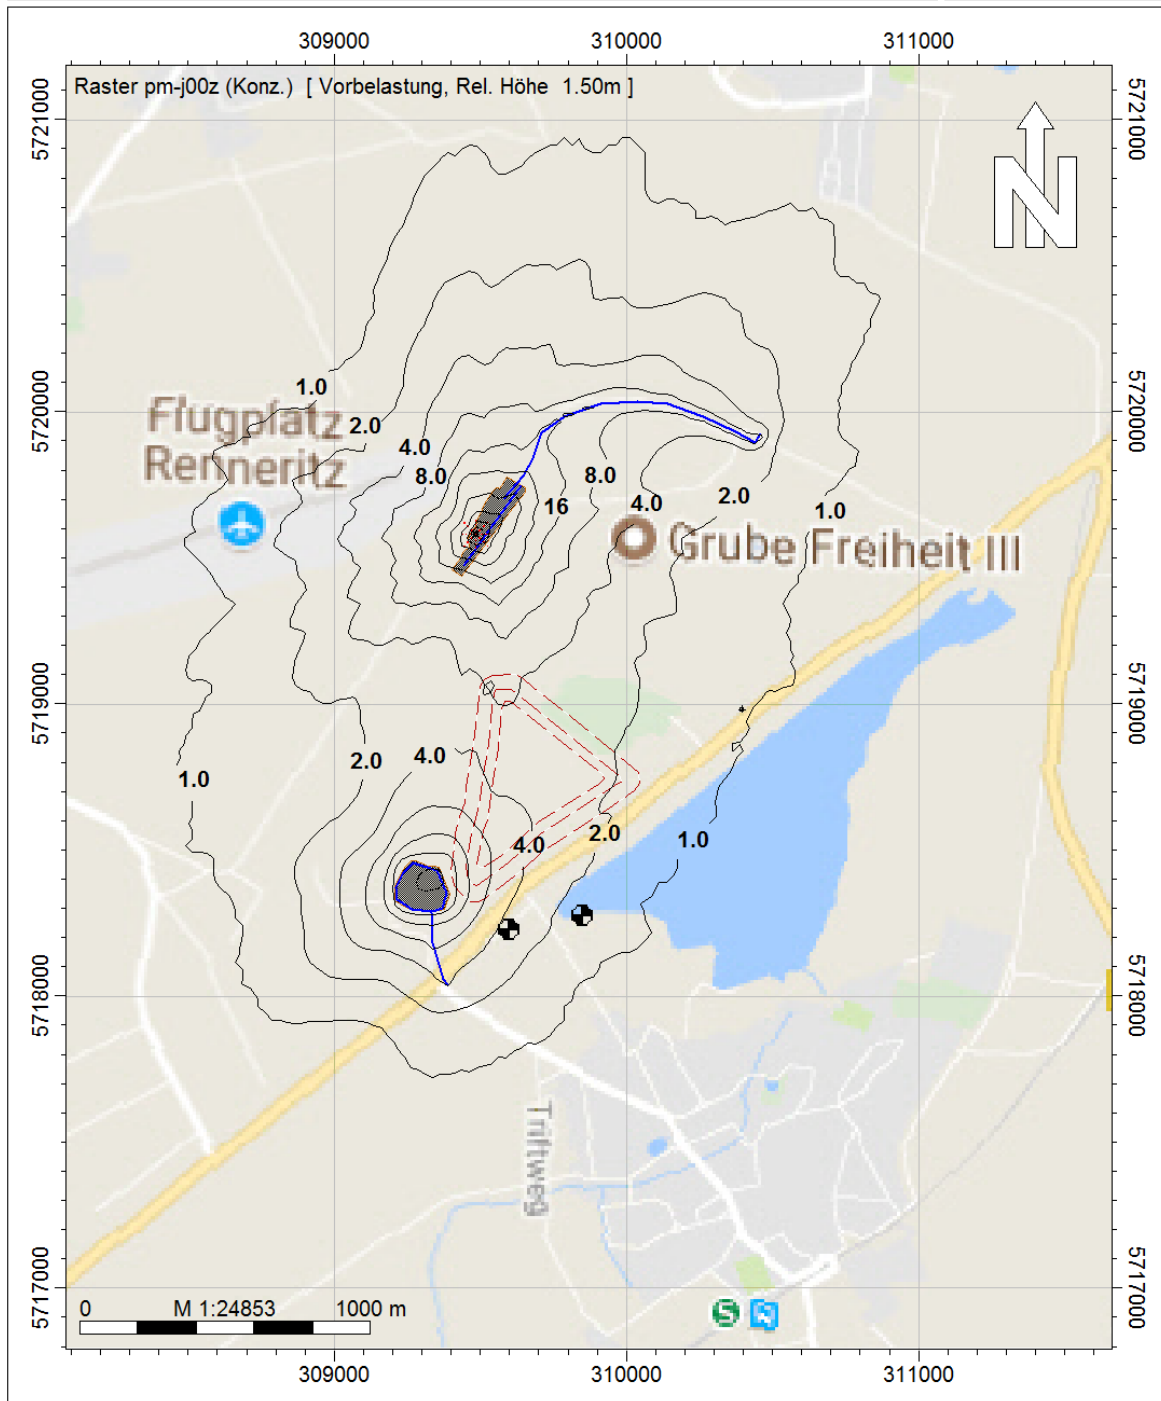 309000 310000 311000
Raster pm-j00z (Konz.) [ Vorbelastung, Rel. Höhe 1.50m ]
5721000 5721000
N
1.0
5720000 5720000
Flugplatz
Renneritz
2.0
4.0
8.0
16
8.0
4.0
2.0
1.0
Grube Freiheit III
5719000 5719000
1.0
2.0
4.0
4.0
2.0
1.0
5718000 5718000
Triftweg
5717000 5717000
S
0 M 1:24853 1000 m
309000 310000 311000